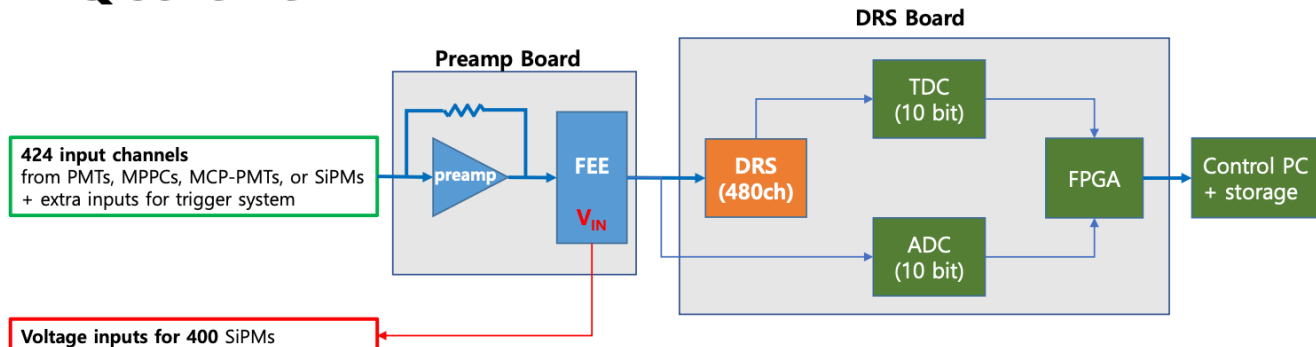 DRS Board
Preamp Board
424 input channels
from PMTs, MPPCs, MCP-PMTs, or SiPMs
+ extra inputs for trigger system
preamp
FEE
V_IN
DRS
(480ch)
TDC
(10 bit)
ADC
(10 bit)
FPGA
Control PC
+ storage
Voltage inputs for 400 SiPMs